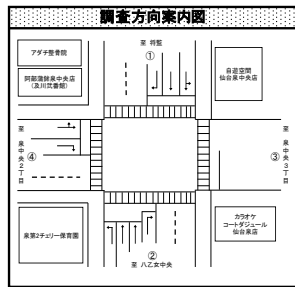 調査方向案内図
アダチ整骨院
至 将監
①
自遊空間
仙台泉中央店
阿部蒲鉾泉中央店
(及川武番館)
至 泉中央2丁目
④
③
至 泉中央3丁目
泉第2チェリー保育園
②
至 八乙女中央
カラオケ
コートダジュール
仙台泉店